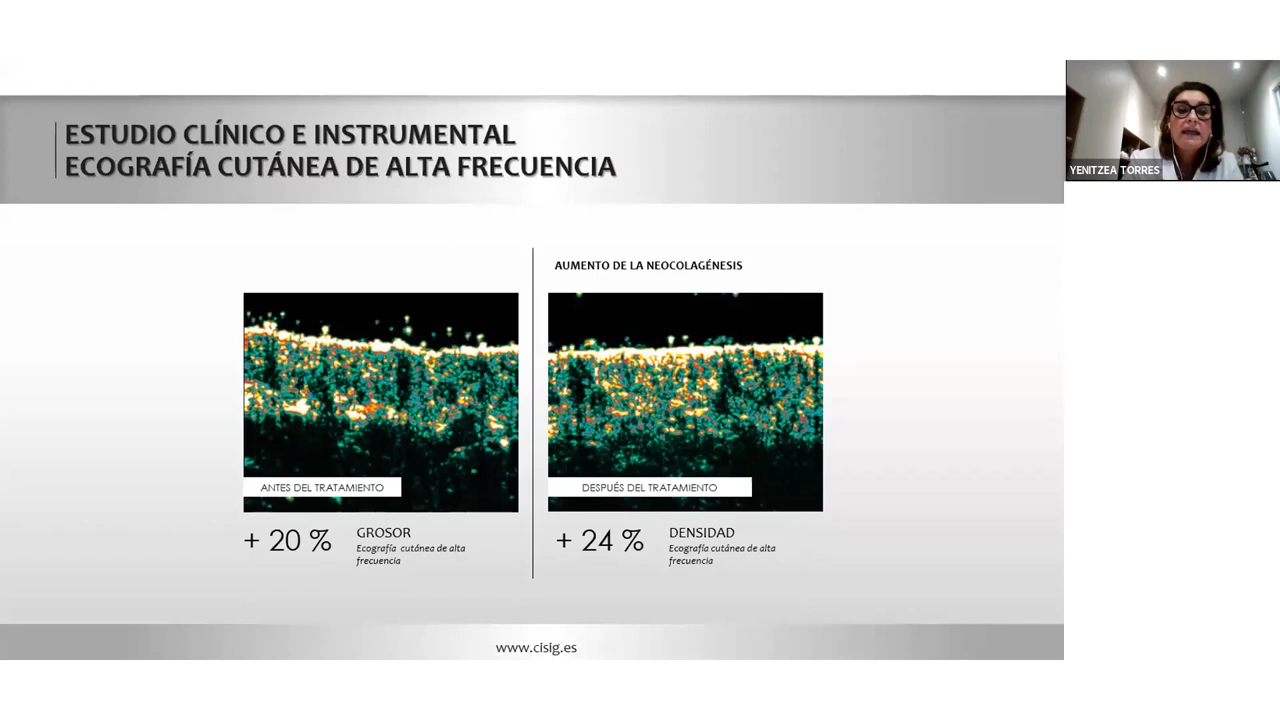 ESTUDIO CLÍNICO E INSTRUMENTAL
ECOGRAFÍA CUTÁNEA DE ALTA FRECUENCIA
YENITZEA TORRES
AUMENTO DE LA NEOCOLAGÉNESIS
ANTES DEL TRATAMIENTO
DESPUÉS DEL TRATAMIENTO
+ 20 %
GROSOR
Ecografía cutánea de alta
frecuencia
+ 24 %
DENSIDAD
Ecografía cutánea de alta
frecuencia
www.cisig.es